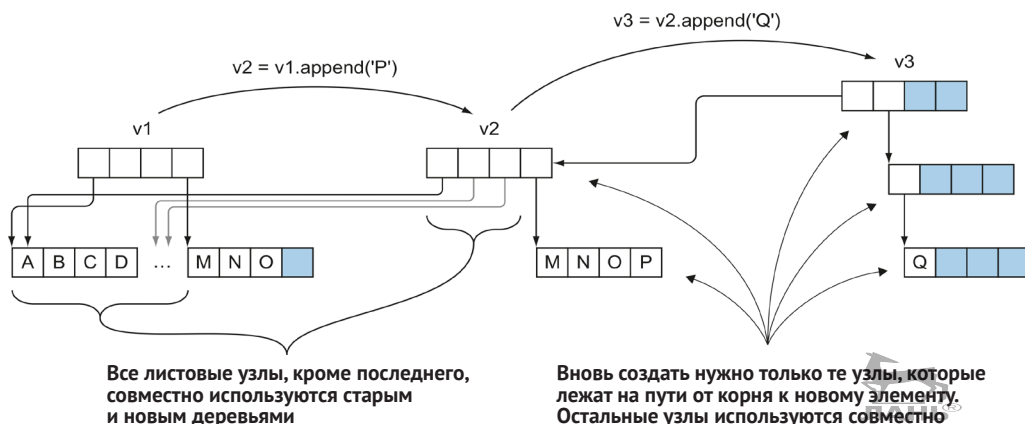 v3 = v2.append('Q')
v2 = v1.append('P')
v3
v1
v2
A B C D ... M N O
M N O P
Q
Все листовые узлы, кроме последнего,
совместно используются старым
и новым деревьями
Вновь создать нужно только те узлы, которые
лежат на пути от корня к новому элементу.
Остальные узлы используются совместно
ЛАНЬ®